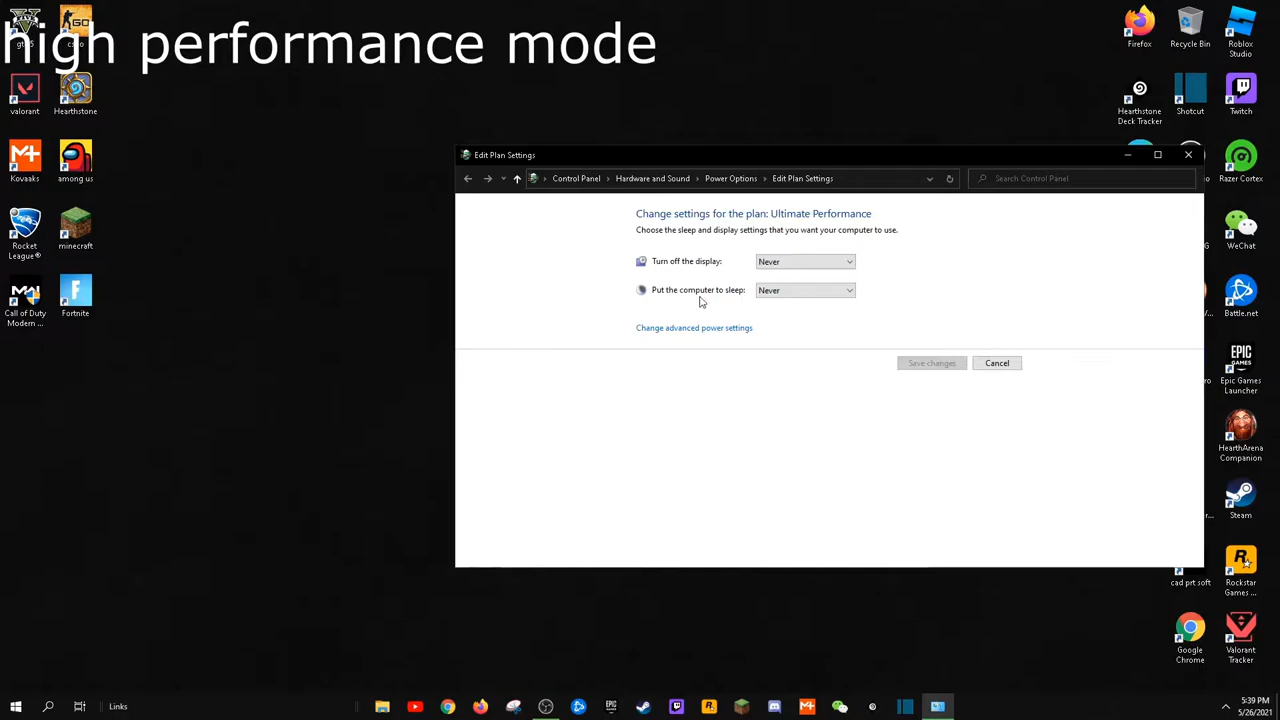 high performance mode
gta5
csgo
valorant
Hearthstone
Kovaaks
among us
Rocket
League®
minecraft
Call of Duty
Modern ...
Fortnite
Firefox
Recycle Bin
Roblox
Studio
Hearthstone
Deck Tracker
Shotcut
Twitch
Razer Cortex
WeChat
Battle.net
EPIC
GAMES
Epic Games
Launcher
HearthArena
Companion
Steam
cad prt soft
Rockstar
Games ...
Google
Chrome
Valorant
Tracker
Edit Plan Settings
Control Panel > Hardware and Sound > Power Options > Edit Plan Settings
Search Control Panel
Change settings for the plan: Ultimate Performance
Choose the sleep and display settings that you want your computer to use.
Turn off the display: Never
Put the computer to sleep: Never
Change advanced power settings
Save changes Cancel
Links
5:39 PM
5/26/2021